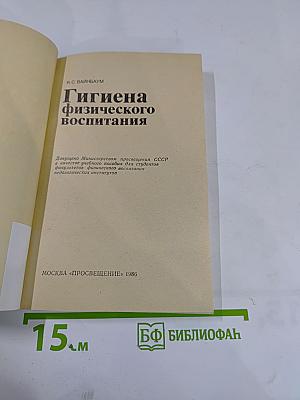 Я. С. ВАЙНБАУМ
Гигиена
физического
воспитания
Допущено Министерством просвещения СССР
в качестве учебного пособия для студентов
факультетов физического воспитания
педагогических институтов
МОСКВА «ПРОСВЕЩЕНИЕ» 1986
15 см
БФ БИБЛИОФАН